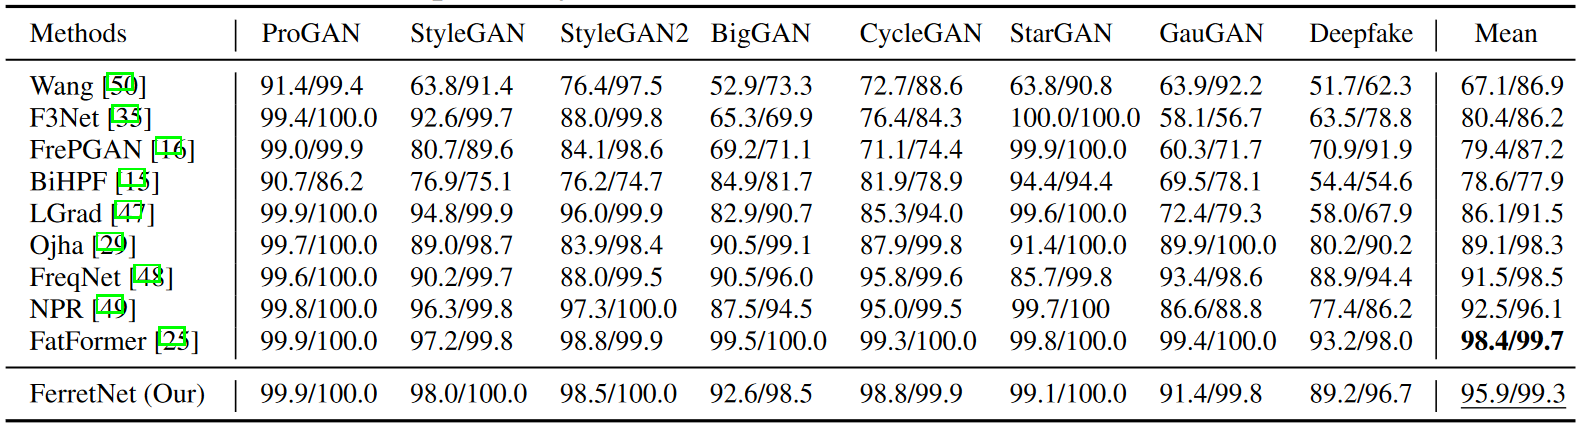 Methods ProGAN StyleGAN StyleGAN2 BigGAN CycleGAN StarGAN GauGAN Deepfake Mean
Wang [50] 91.4/99.4 63.8/91.4 76.4/97.5 52.9/73.3 72.7/88.6 63.8/90.8 63.9/92.2 51.7/62.3 67.1/86.9
F3Net [35] 99.4/100.0 92.6/99.7 88.0/99.8 65.3/69.9 76.4/84.3 100.0/100.0 58.1/56.7 63.5/78.8 80.4/86.2
FrePGAN [16] 99.0/99.9 80.7/89.6 84.1/98.6 69.2/71.1 71.1/74.4 99.9/100.0 60.3/71.7 70.9/91.9 79.4/87.2
BiHPF [15] 90.7/86.2 76.9/75.1 76.2/74.7 84.9/81.7 81.9/78.9 94.4/94.4 69.5/78.1 54.4/54.6 78.6/77.9
LGrad [47] 99.9/100.0 94.8/99.9 96.0/99.9 82.9/90.7 85.3/94.0 99.6/100.0 72.4/79.3 58.0/67.9 86.1/91.5
Ojha [29] 99.7/100.0 89.0/98.7 83.9/98.4 90.5/99.1 87.9/99.8 91.4/100.0 89.9/100.0 80.2/90.2 89.1/98.3
FreqNet [48] 99.6/100.0 90.2/99.7 88.0/99.5 90.5/96.0 95.8/99.6 85.7/99.8 93.4/98.6 88.9/94.4 91.5/98.5
NPR [49] 99.8/100.0 96.3/99.8 97.3/100.0 87.5/94.5 95.0/99.5 99.7/100 86.6/88.8 77.4/86.2 92.5/96.1
FatFormer [25] 99.9/100.0 97.2/99.8 98.8/99.9 99.5/100.0 99.3/100.0 99.8/100.0 99.4/100.0 93.2/98.0 98.4/99.7
FerretNet (Our) 99.9/100.0 98.0/100.0 98.5/100.0 92.6/98.5 98.8/99.9 99.1/100.0 91.4/99.8 89.2/96.7 95.9/99.3